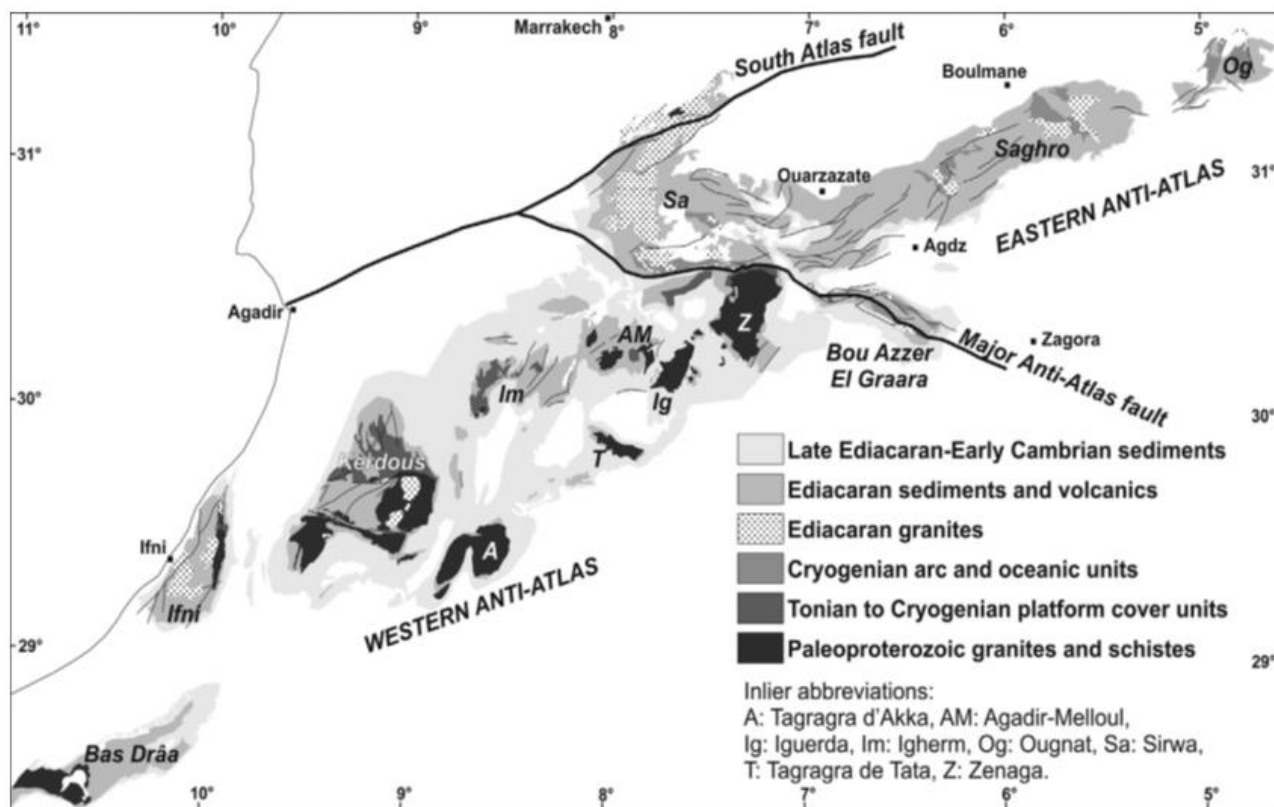 11° 10° 9° Marrakech 8° 7° 6° 5°
31°
South Atlas fault
Boulmane
Og
31°
Saghro
Ouarzazate
Sa
31°
EASTERN ANTI-ATLAS
Agdz
Agadir
Z
AM
Zagora
Major Anti-Atlas fault
Bou Azzer
El Graara
Im
Ig
30°
30°
T
Kerdous
Ifni
A
WESTERN ANTI-ATLAS
Ifni
29°
29°
Bas Drâa
Late Ediacaran-Early Cambrian sediments
Ediacaran sediments and volcanics
Ediacaran granites
Cryogenian arc and oceanic units
Tonian to Cryogenian platform cover units
Paleoproterozoic granites and schistes
Inlier abbreviations:
A: Tagragra d'Akka, AM: Agadir-Melloul,
Ig: Iguerda, Im: Igherm, Og: Ougnat, Sa: Sirwa,
T: Tagragra de Tata, Z: Zenaga.
10° 9° 8° 7° 6° 5°